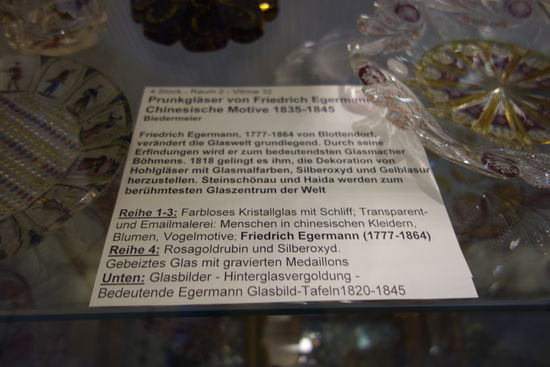 4.Stock - Raum 2 - Vitrine 32
Prunkgläser von Friedrich Egermann
Chinesische Motive 1835-1845
Biedermeier
Friedrich Egermann, 1777-1864 von Blottendorf,
verändert die Glaswelt grundlegend. Durch seine
Erfindungen wird er zum bedeutendsten Glasmacher
Böhmens. 1818 gelingt es ihm, die Dekoration von
Hohlgläser mit Glasmalfarben, Silberoxyd und Gelblasur
herzustellen. Steinschönau und Haida werden zum
berühmtesten Glaszentrum der Welt
Reihe 1-3: Farbloses Kristallglas mit Schliff; Transparent-
und Emailmalerei: Menschen in chinesischen Kleidern,
Blumen, Vogelmotive; Friedrich Egermann (1777-1864)
Reihe 4: Rosagoldrubin und Silberoxyd.
Gebeiztes Glas mit gravierten Medaillons
Unten: Glasbilder - Hinterglasvergoldung -
Bedeutende Egermann Glasbild-Tafeln1820-1845